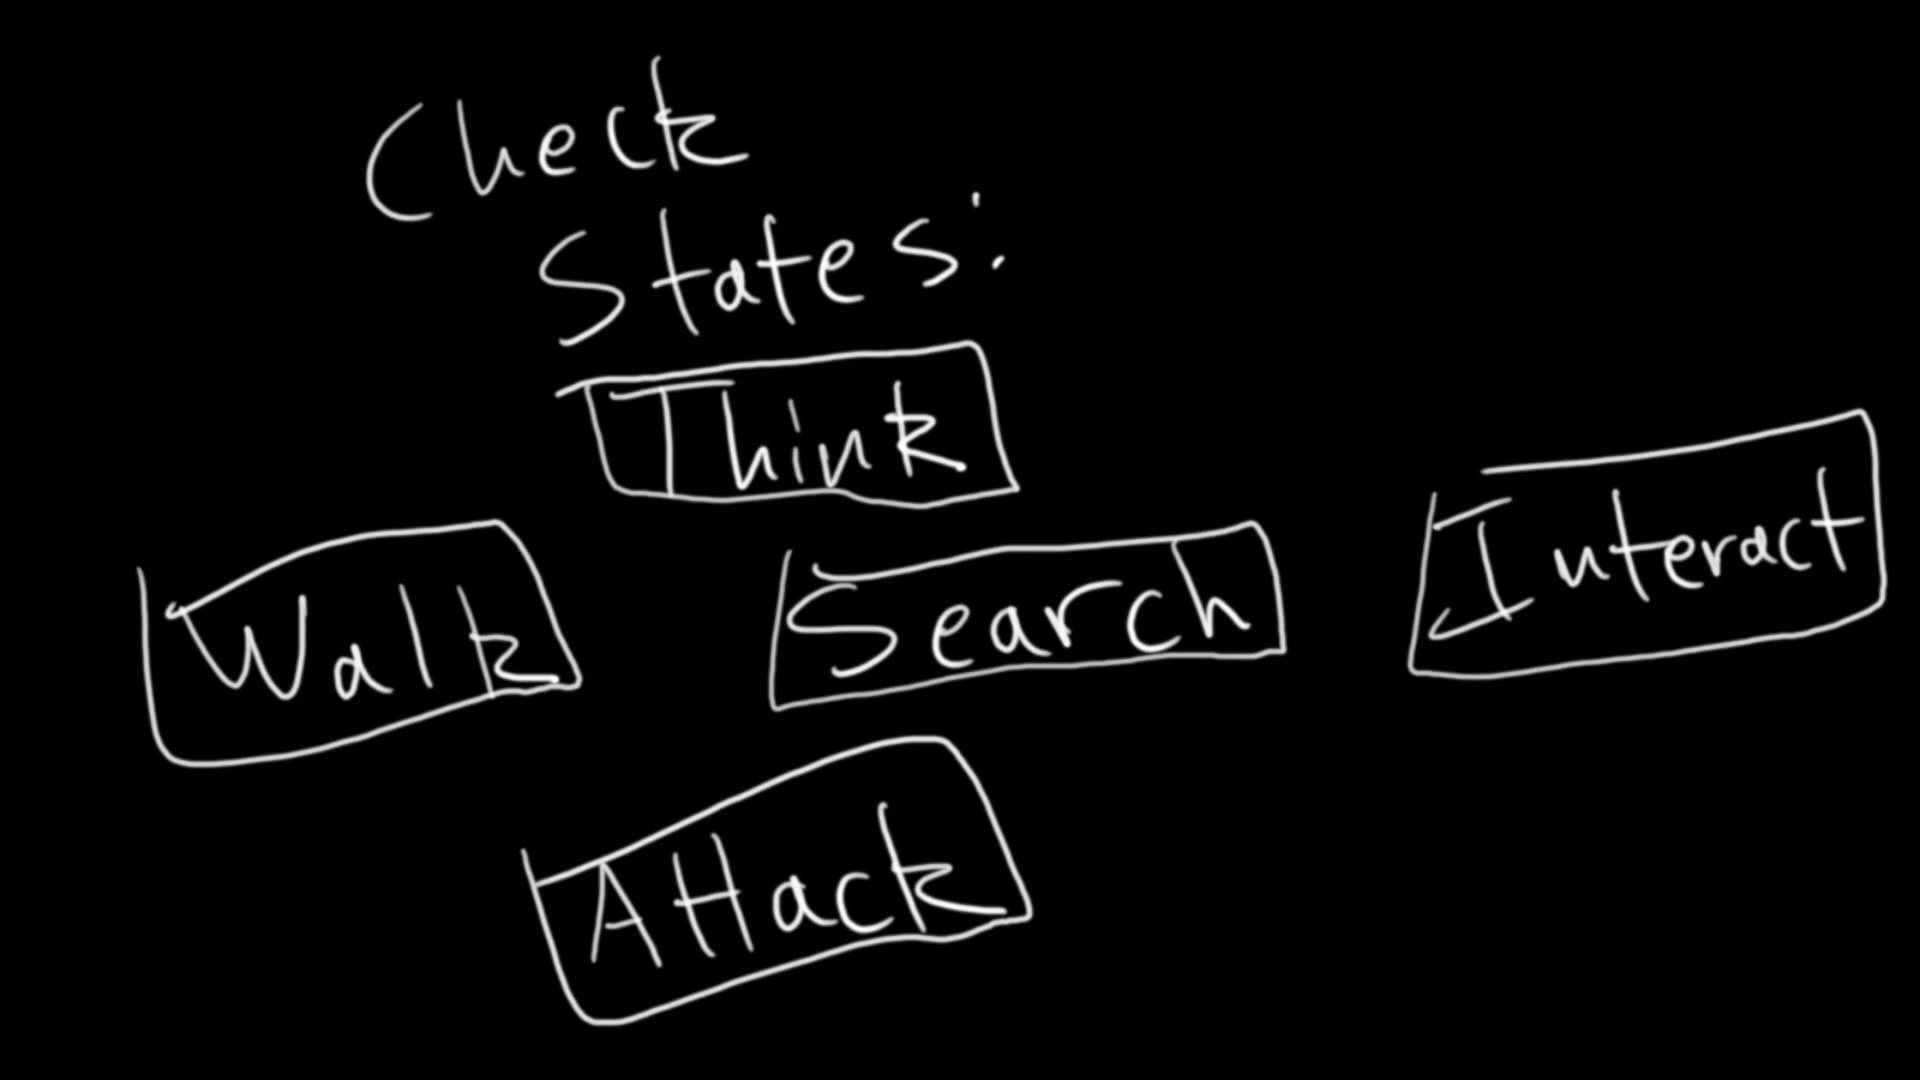 Check
States:
Think
Walk
Search
Interact
Attack